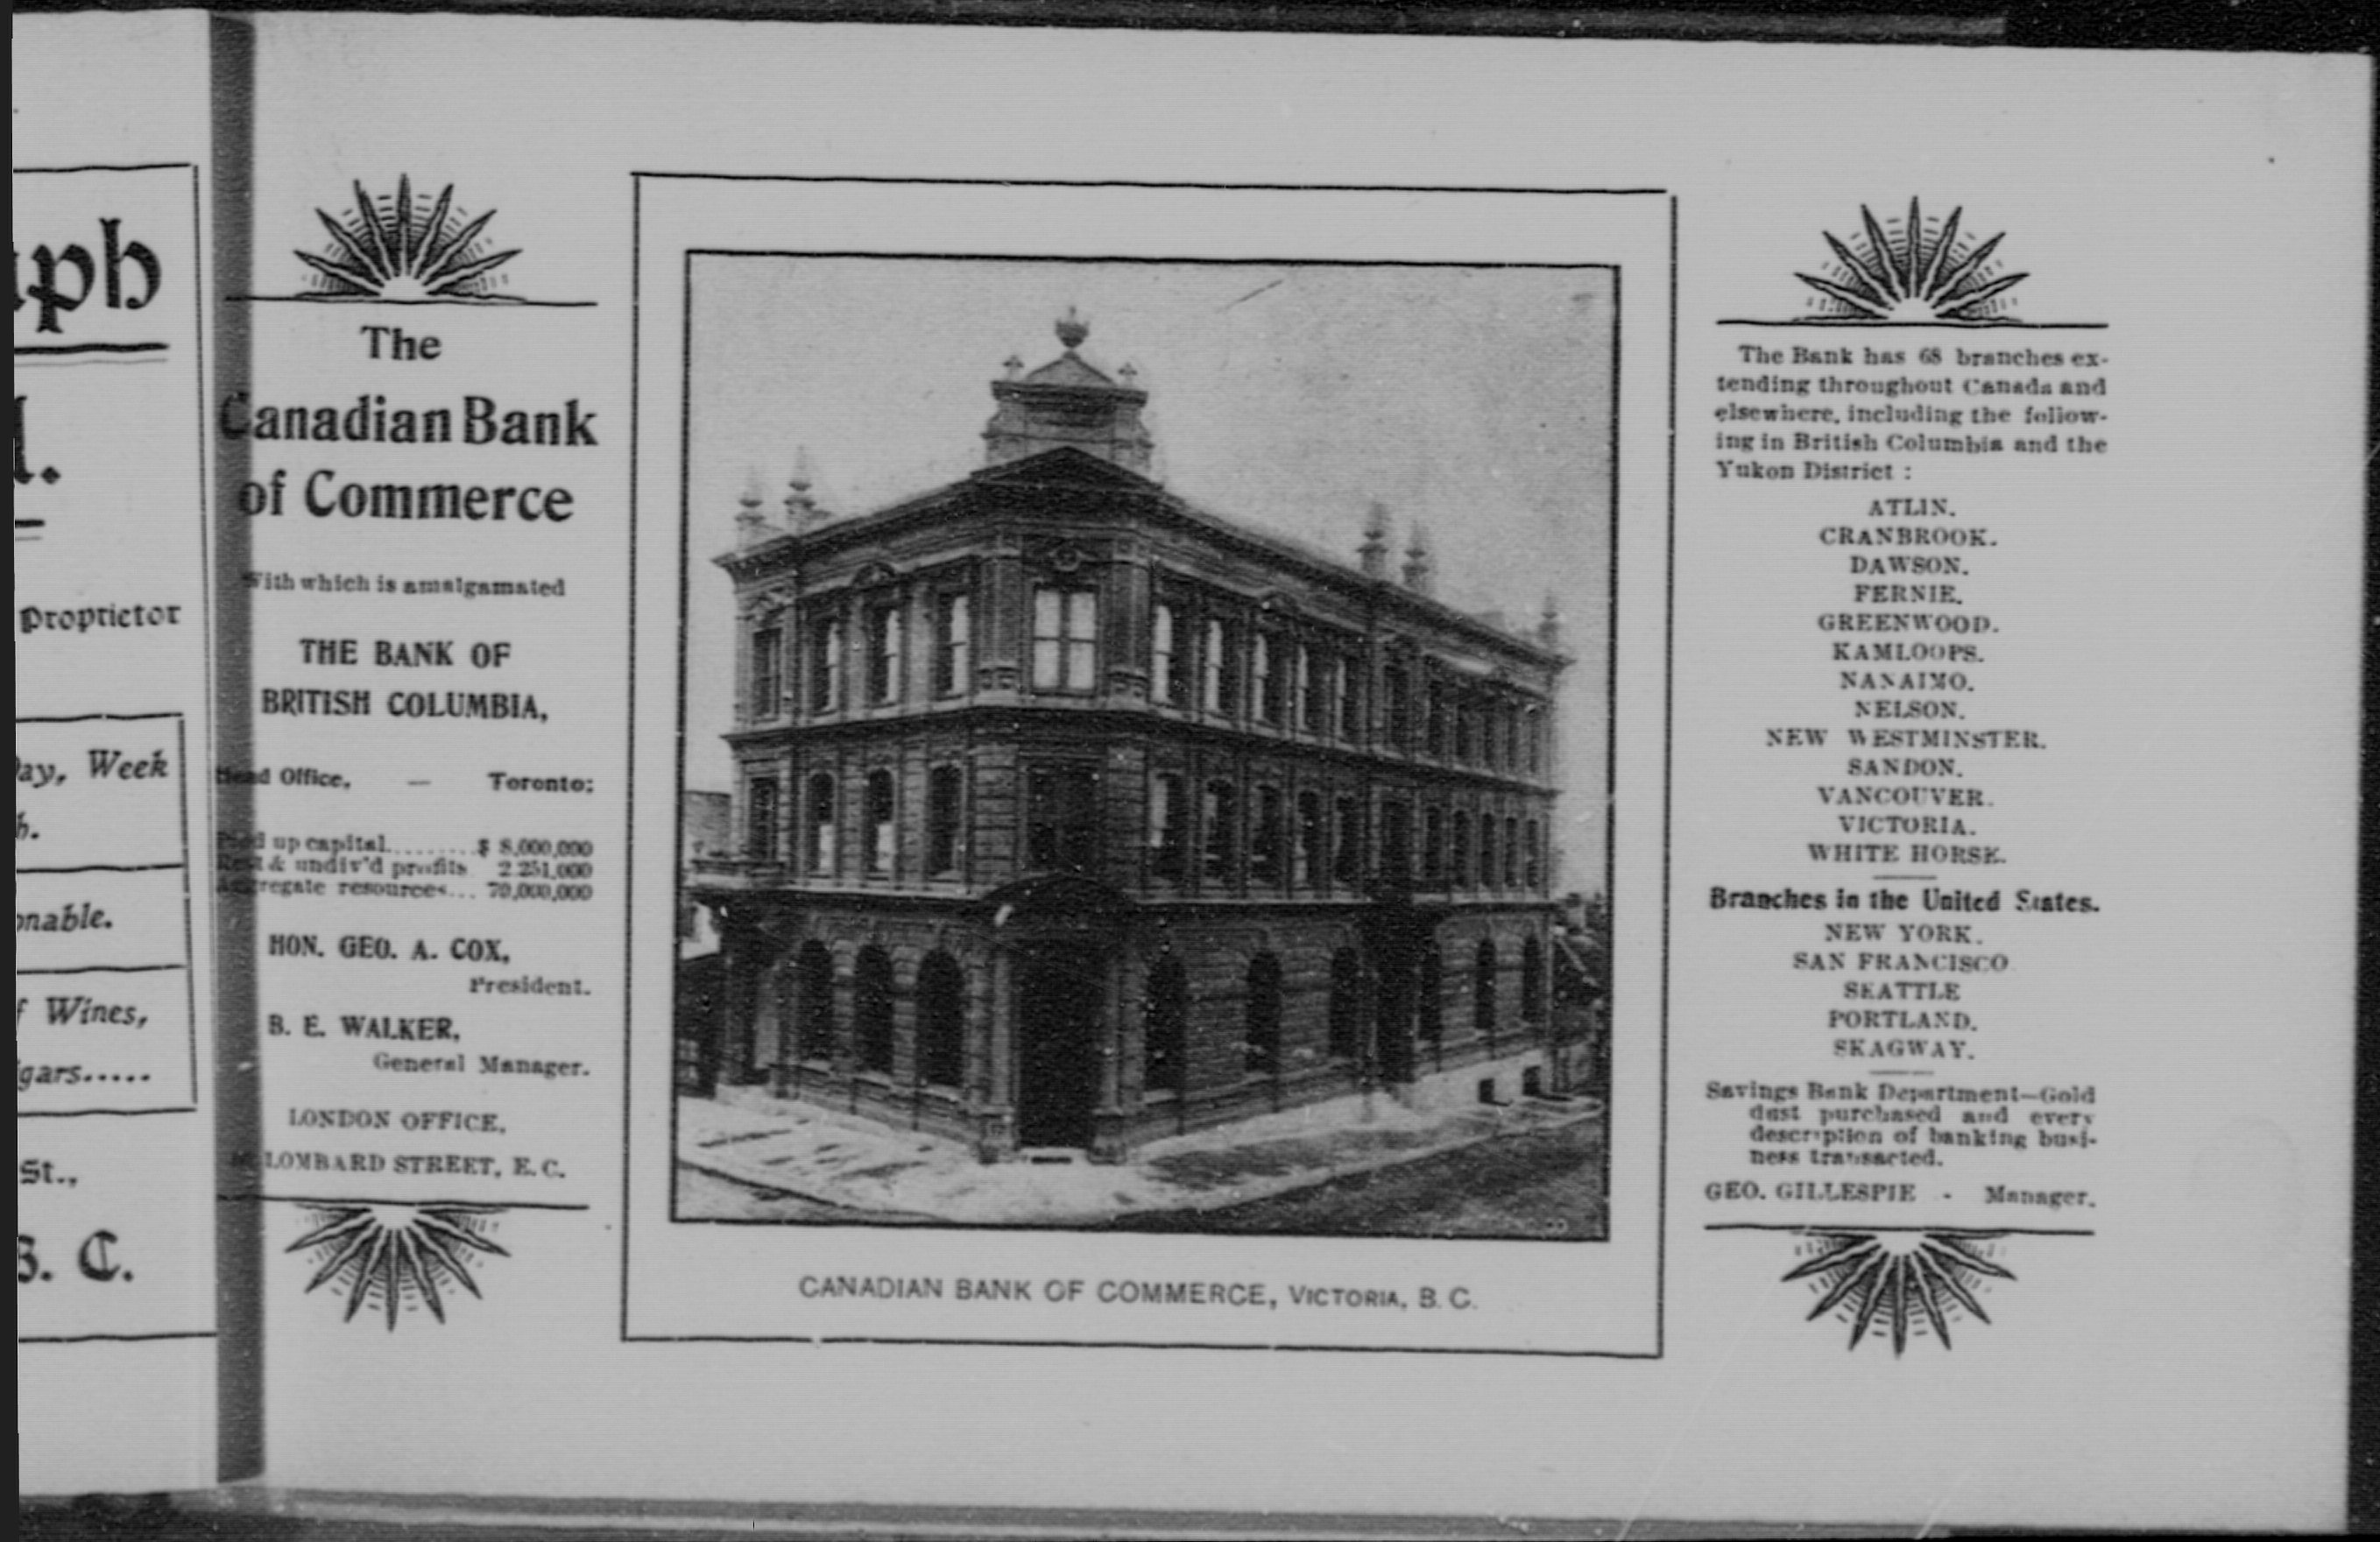 ph
d.
Proprietor
Day, Week
h.
onable.
f Wines,
gars.....
St.,
B. C.
The
Canadian Bank
of Commerce
With which is amalgamated
THE BANK OF
BRITISH COLUMBIA,
Head Office, — Toronto;
Paid up capital........$ 8,000,000
Rest & undiv'd profits 2 251,000
Aggregate resources... 70,000,000
HON. GEO. A. COX,
President.
B. E. WALKER,
General Manager.
LONDON OFFICE,
LOMBARD STREET, E. C.
CANADIAN BANK OF COMMERCE, VICTORIA, B. C.
The Bank has 68 branches ex-
tending throughout Canada and
elsewhere, including the follow-
ing in British Columbia and the
Yukon District :
ATLIN.
CRANBROOK.
DAWSON.
FERNIE.
GREENWOOD.
KAMLOOPS.
NANAIMO.
NELSON.
NEW WESTMINSTER.
SANDON.
VANCOUVER.
VICTORIA.
WHITE HORSE.
Branches in the United States.
NEW YORK.
SAN FRANCISCO
SEATTLE
PORTLAND.
SKAGWAY.
Savings Bank Department—Gold
dust purchased and every
description of banking busi-
ness transacted.
GEO. GILLESPIE - Manager.